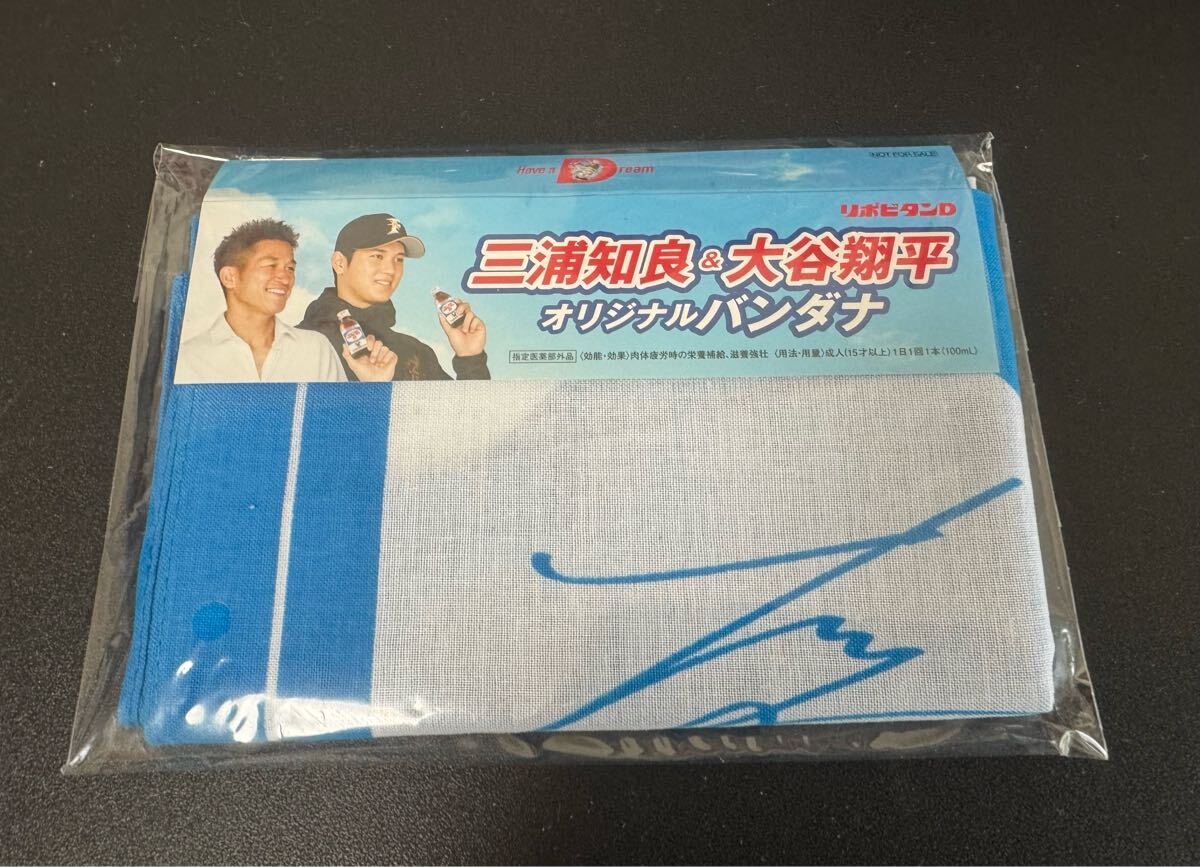 Have a Dream
(NOT FOR SALE)
リポビタンD
三浦知良&大谷翔平
オリジナルバンダナ
指定医薬部外品 〈効能・効果〉肉体疲労時の栄養補給、滋養強壮 〈用法・用量〉成人(15才以上)1日1回1本(100mL)